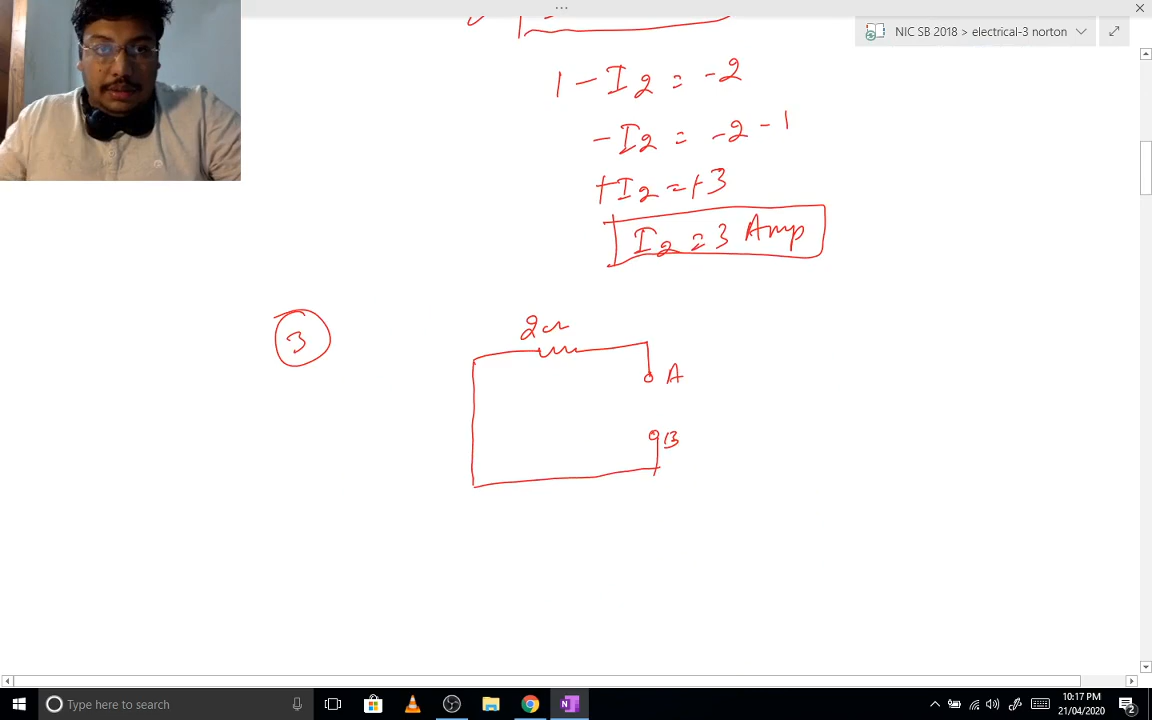 NIC SB 2018 > electrical-3 norton
1 - I2 = -2
-I2 = -2 - 1
+I2 = +3
I2 = 3 Amp
3
2Ω
A
B
Type here to search
10:17 PM
21/04/2020
2